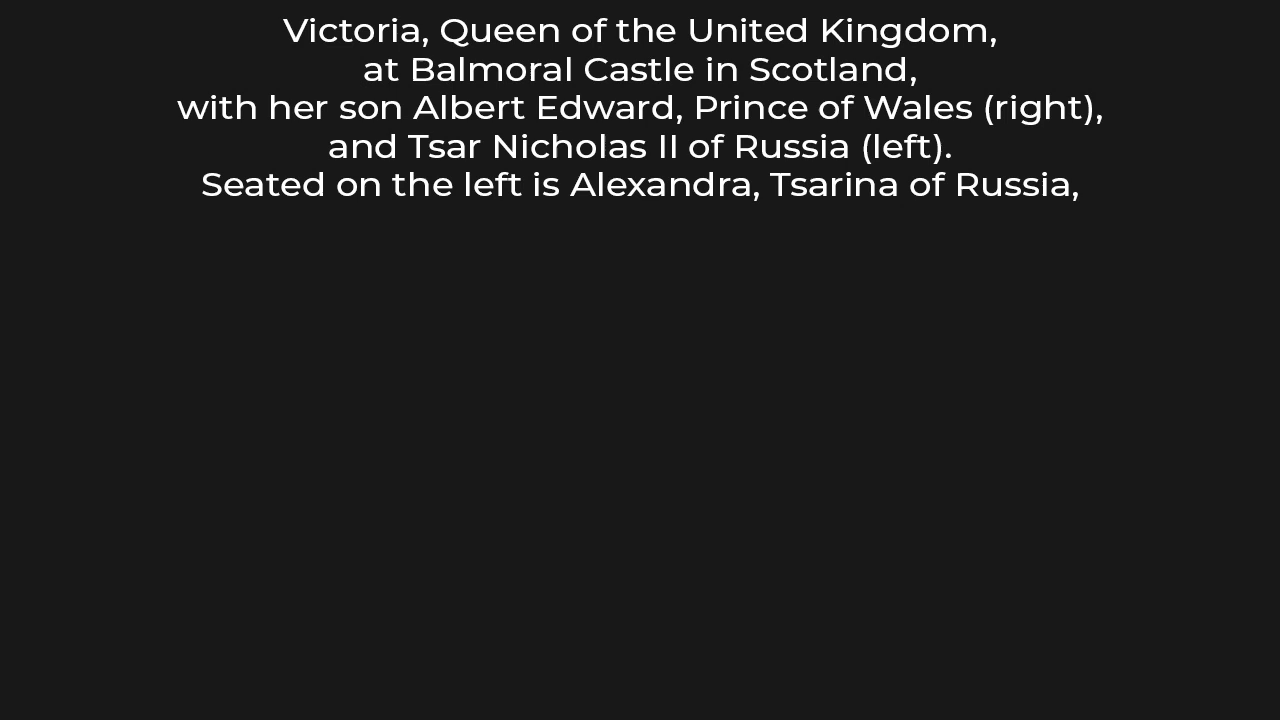 Victoria, Queen of the United Kingdom,
at Balmoral Castle in Scotland,
with her son Albert Edward, Prince of Wales (right),
and Tsar Nicholas II of Russia (left).
Seated on the left is Alexandra, Tsarina of Russia,